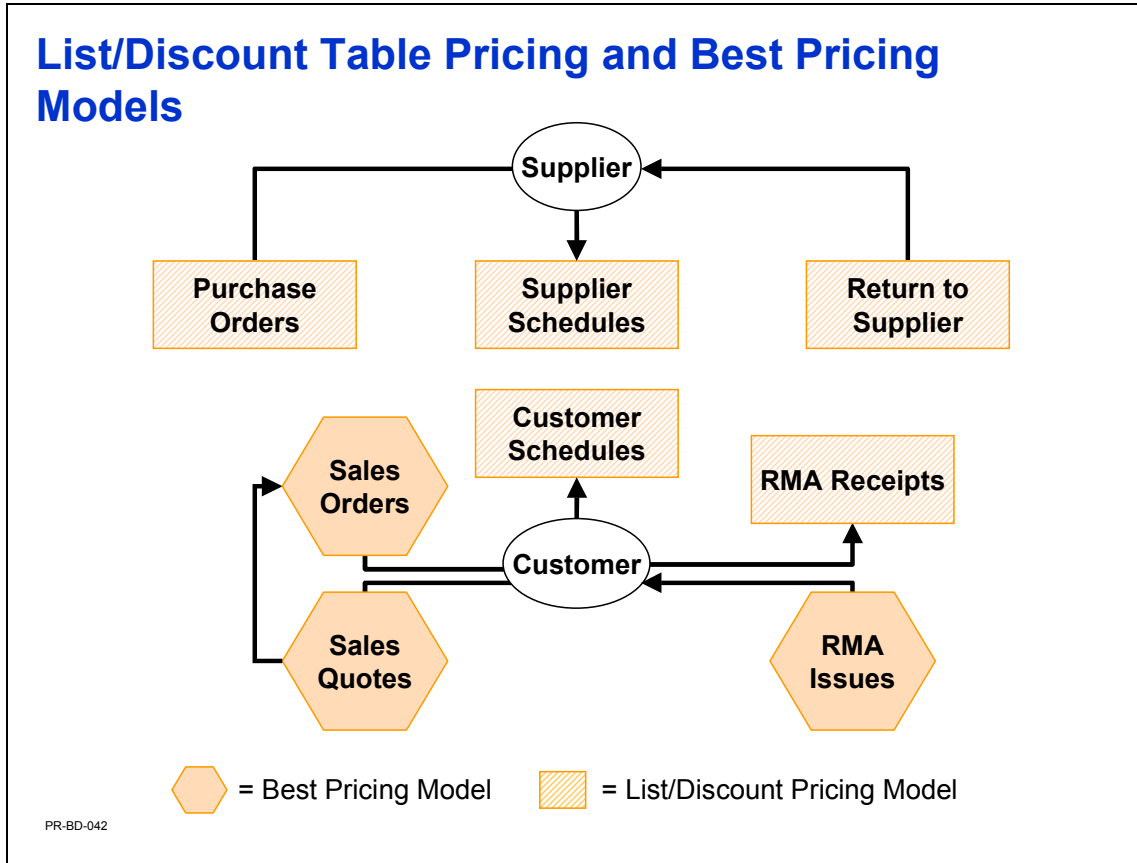 List/Discount Table Pricing and Best Pricing
Models
Supplier
Purchase
Orders
Supplier
Schedules
Return to
Supplier
Customer
Schedules
Sales
Orders
RMA Receipts
Customer
Sales
Quotes
RMA
Issues
= Best Pricing Model
= List/Discount Pricing Model
PR-BD-042